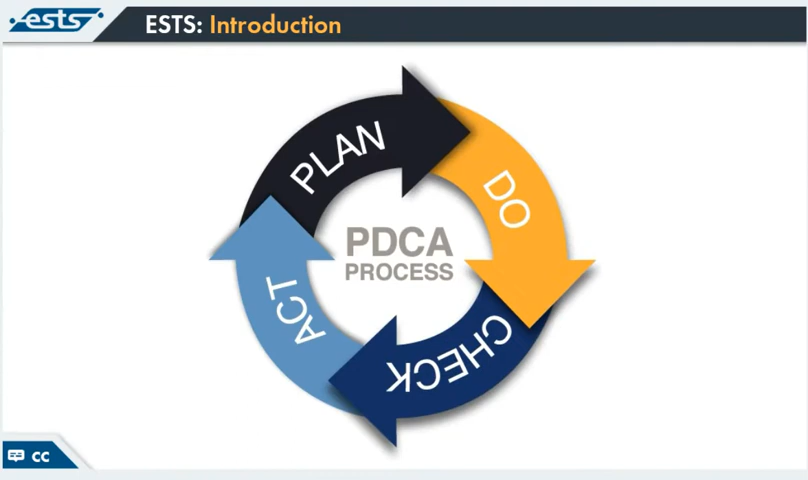 ests
ESTS: Introduction
PLAN
DO
PDCA
PROCESS
CHECK
ACT
cc